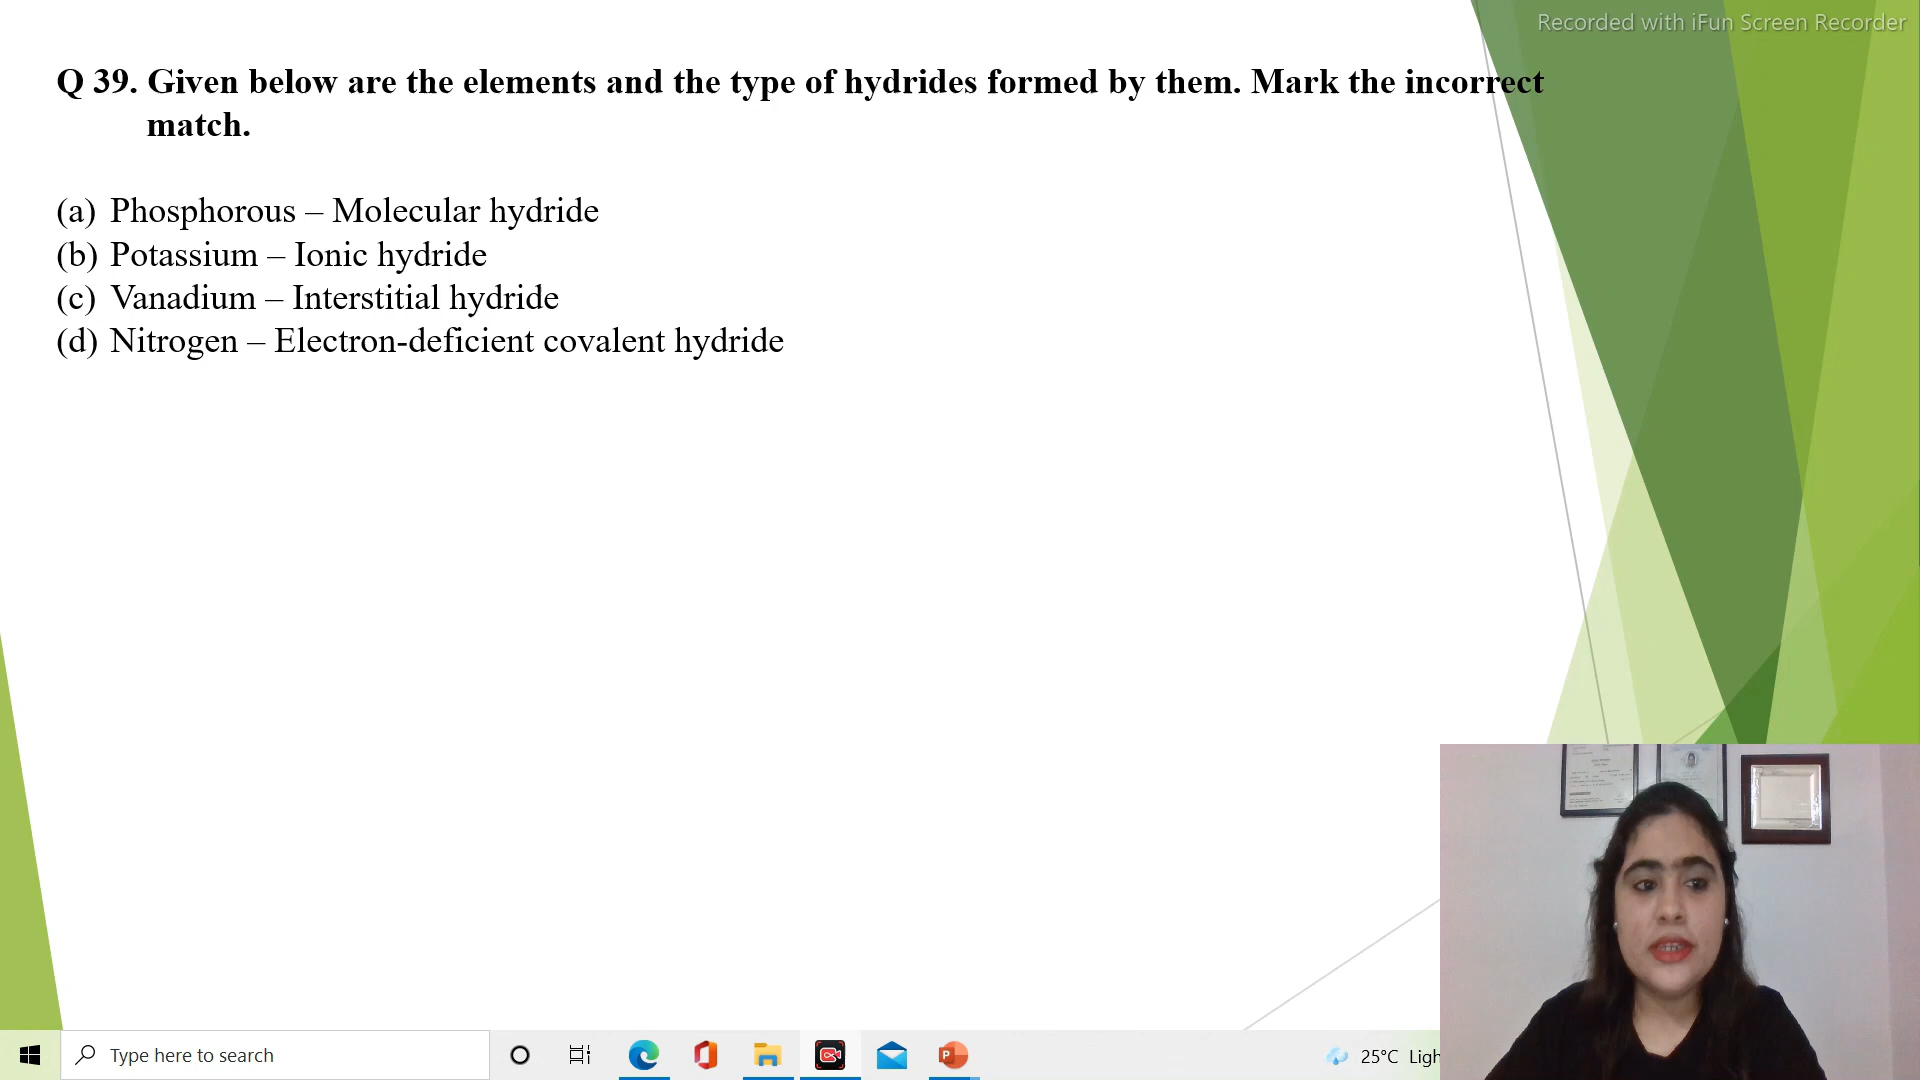 Recorded with iFun Screen Recorder
Q 39. Given below are the elements and the type of hydrides formed by them. Mark the incorrect
match.
(a) Phosphorous – Molecular hydride
(b) Potassium – Ionic hydride
(c) Vanadium – Interstitial hydride
(d) Nitrogen – Electron-deficient covalent hydride
Type here to search
25°C Ligh